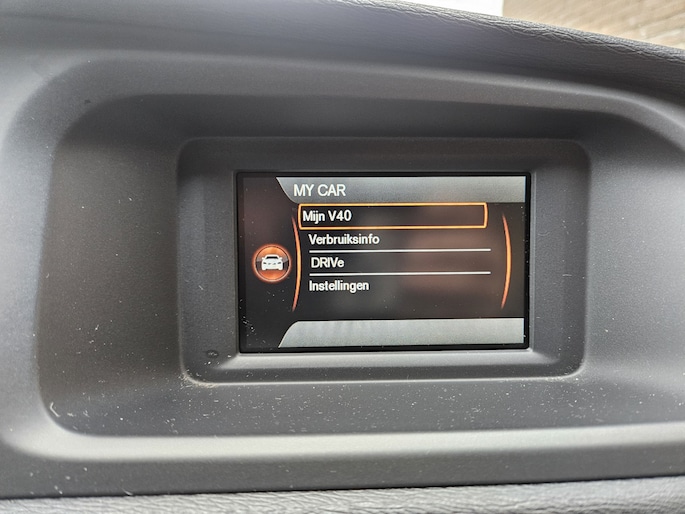 MY CAR
Mijn V40
Verbruiksinfo
DRIVe
Instellingen